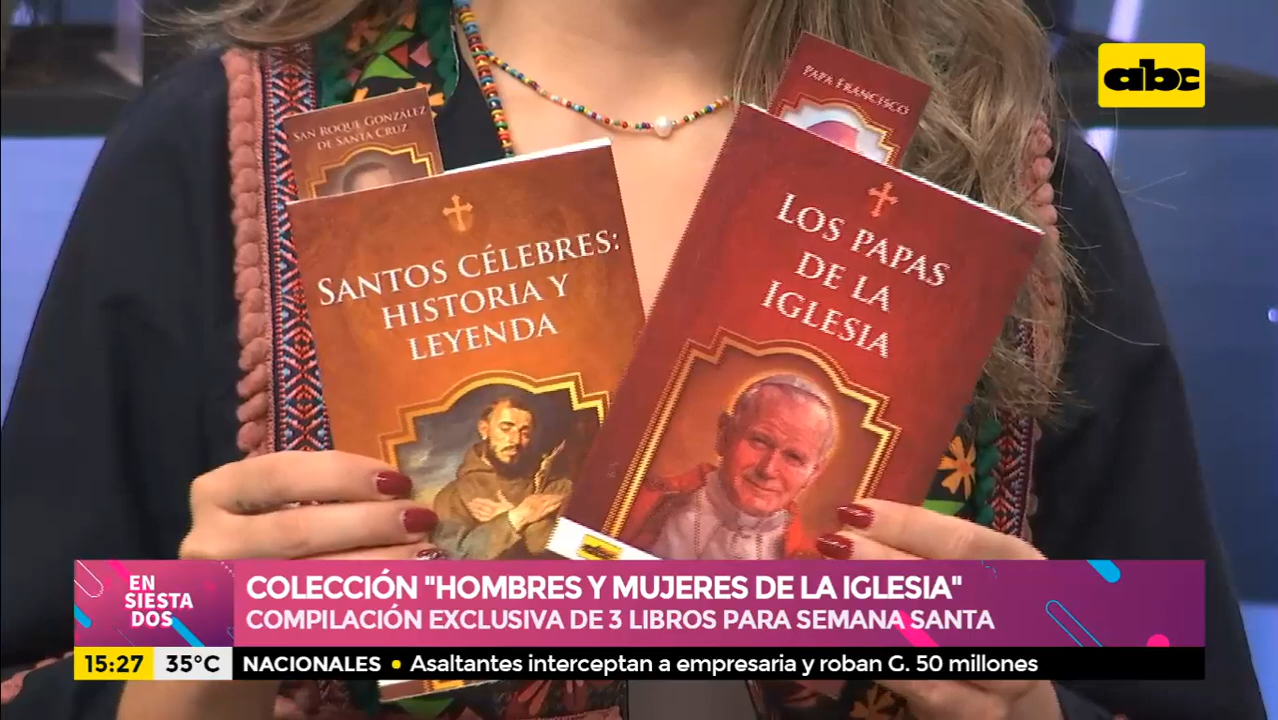 abc
PAPA FRANCISCO
SAN ROQUE GONZÁLEZ
DE SANTA CRUZ
SANTOS CÉLEBRES:
HISTORIA Y
LEYENDA
LOS PAPAS
DE LA
IGLESIA
EN
SIESTA
DOS
COLECCIÓN "HOMBRES Y MUJERES DE LA IGLESIA"
COMPILACIÓN EXCLUSIVA DE 3 LIBROS PARA SEMANA SANTA
15:27 35°C NACIONALES • Asaltantes interceptan a empresaria y roban G. 50 millones